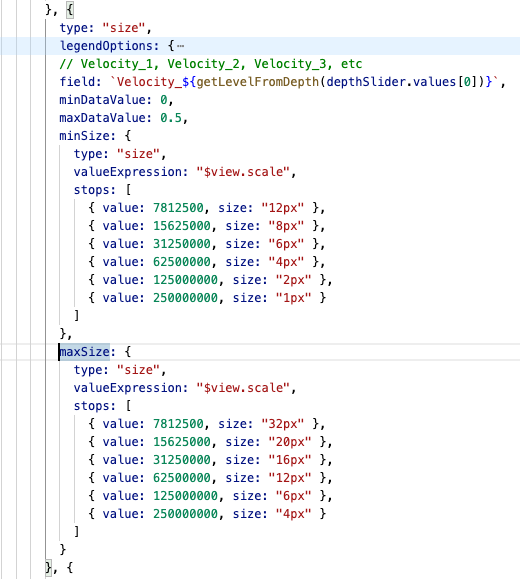 }, {
type: "size",
legendOptions: {⋯
// Velocity_1, Velocity_2, Velocity_3, etc
field: `Velocity_${getLevelFromDepth(depthSlider.values[0])}`,
minDataValue: 0,
maxDataValue: 0.5,
minSize: {
type: "size",
valueExpression: "$view.scale",
stops: [
{ value: 7812500, size: "12px" },
{ value: 15625000, size: "8px" },
{ value: 31250000, size: "6px" },
{ value: 62500000, size: "4px" },
{ value: 125000000, size: "2px" },
{ value: 250000000, size: "1px" }
]
},
maxSize: {
type: "size",
valueExpression: "$view.scale",
stops: [
{ value: 7812500, size: "32px" },
{ value: 15625000, size: "20px" },
{ value: 31250000, size: "16px" },
{ value: 62500000, size: "12px" },
{ value: 125000000, size: "6px" },
{ value: 250000000, size: "4px" }
]
}
}, {